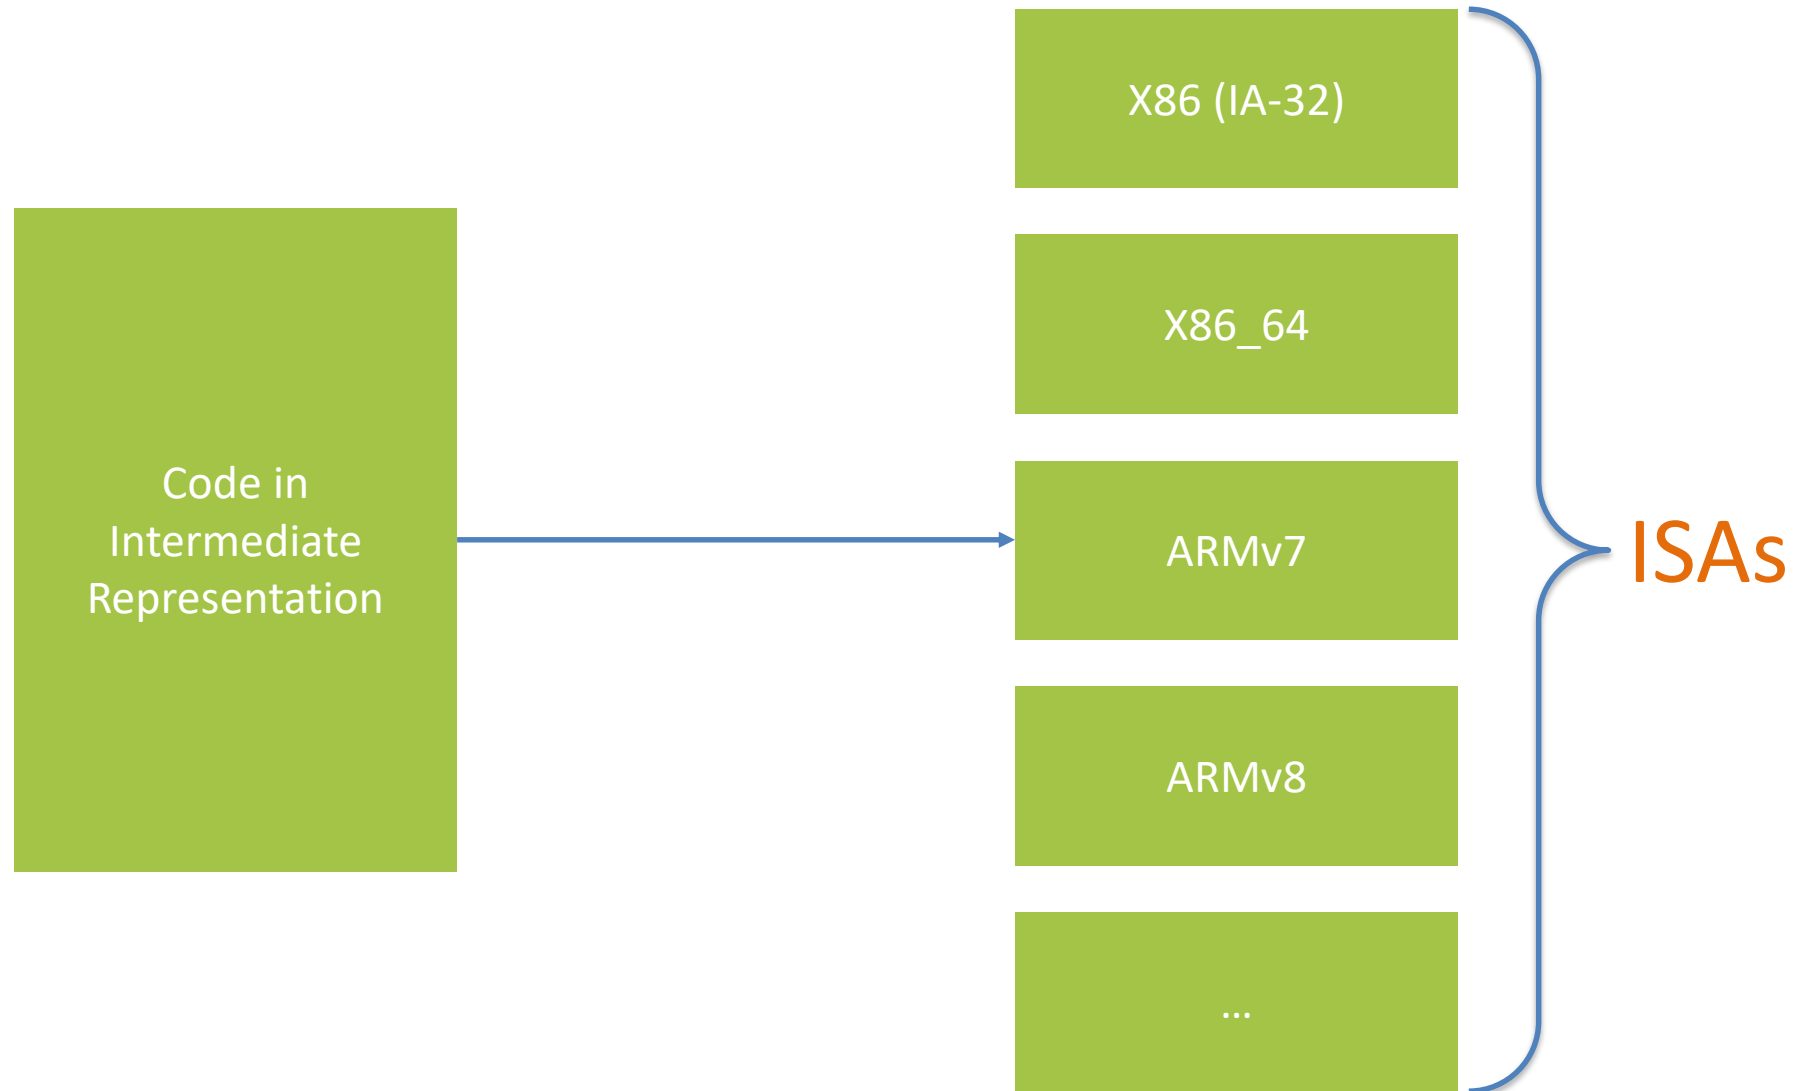 X86 (IA-32)
X86_64
Code in
Intermediate
Representation
ARMv7
ISAs
ARMv8
…